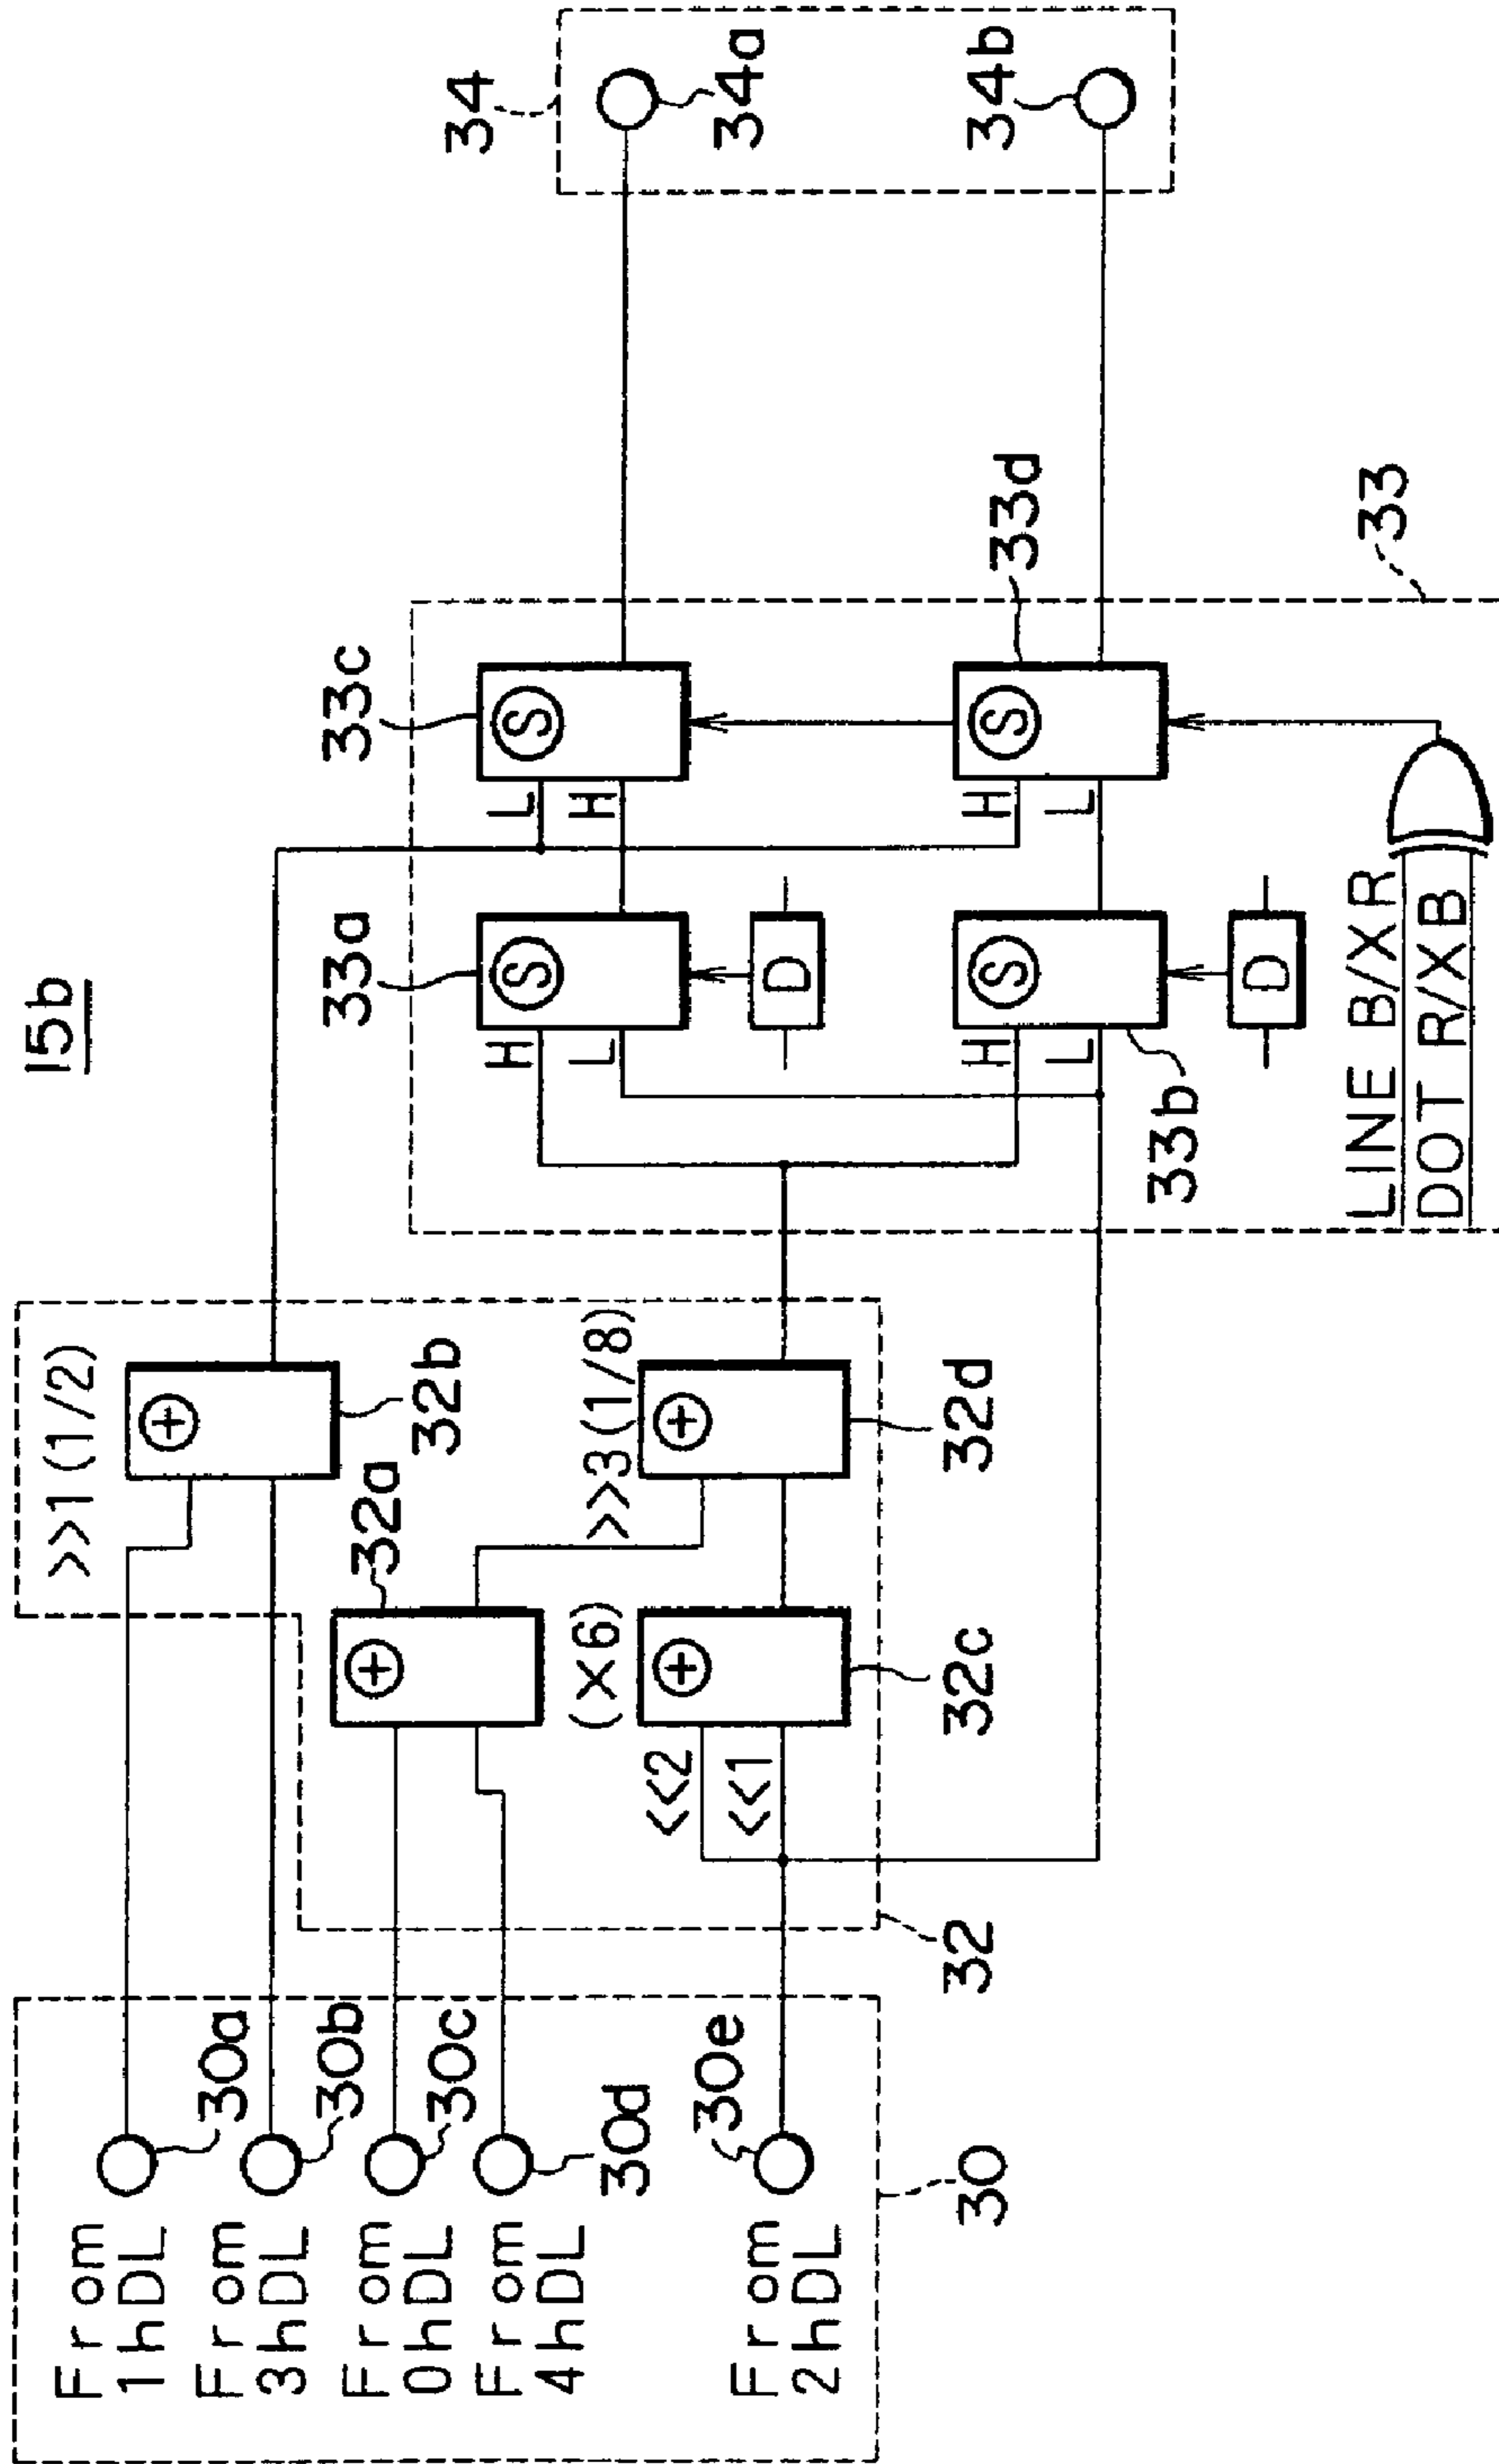 15b
From
1hDL
30a
From
3hDL
30b
From
0hDL
30c
From
4hDL
30d
From
2hDL
30e
30
>>1(1/2)
+
32b
32a
+
>>3(1/8)
+
32d
(×6)
+
32c
<<2
<<1
32
33a
S
H
L
D
33c
S
L
H
33b
S
H
L
D
33d
S
H
L
LINE B/XR
DOT R/XB
33
34
34a
34b